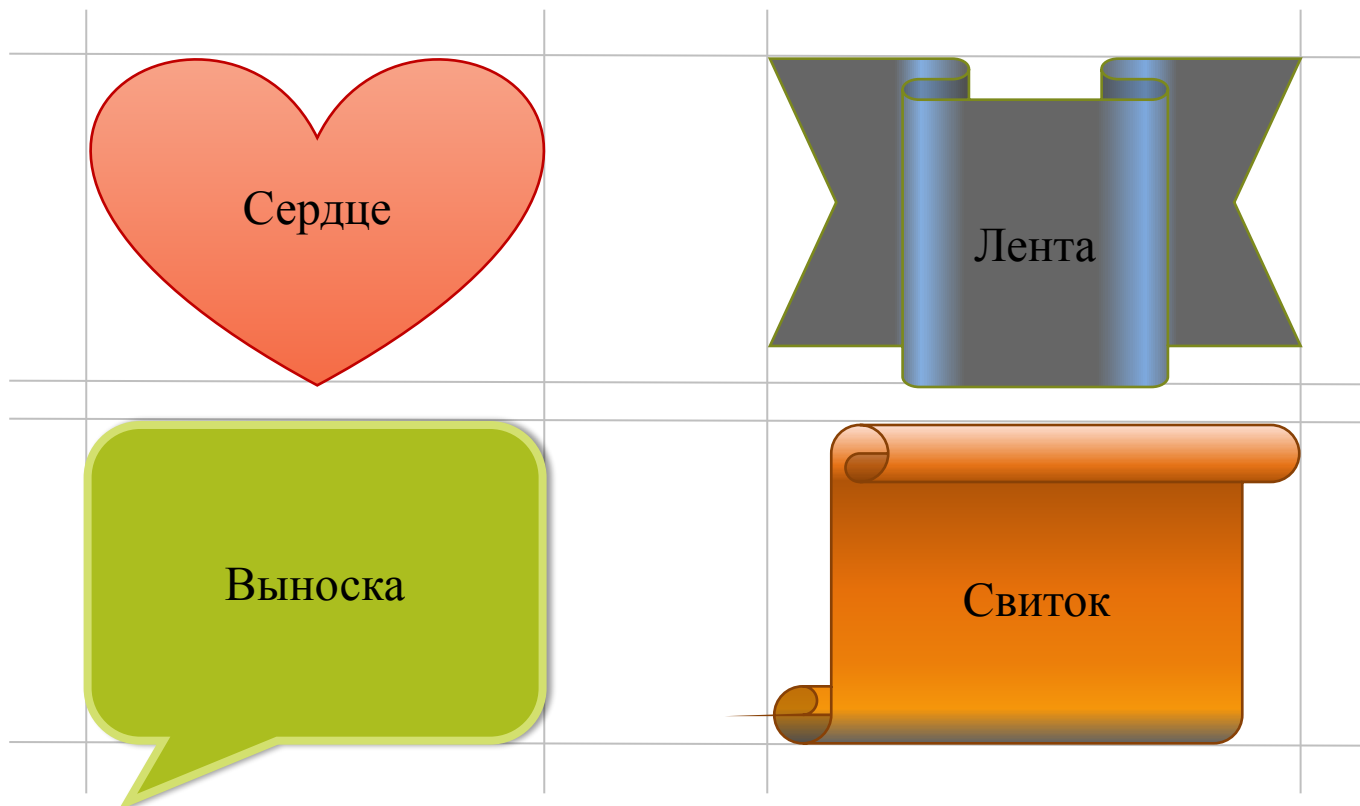 Сердце
Лента
Выноска
Свиток